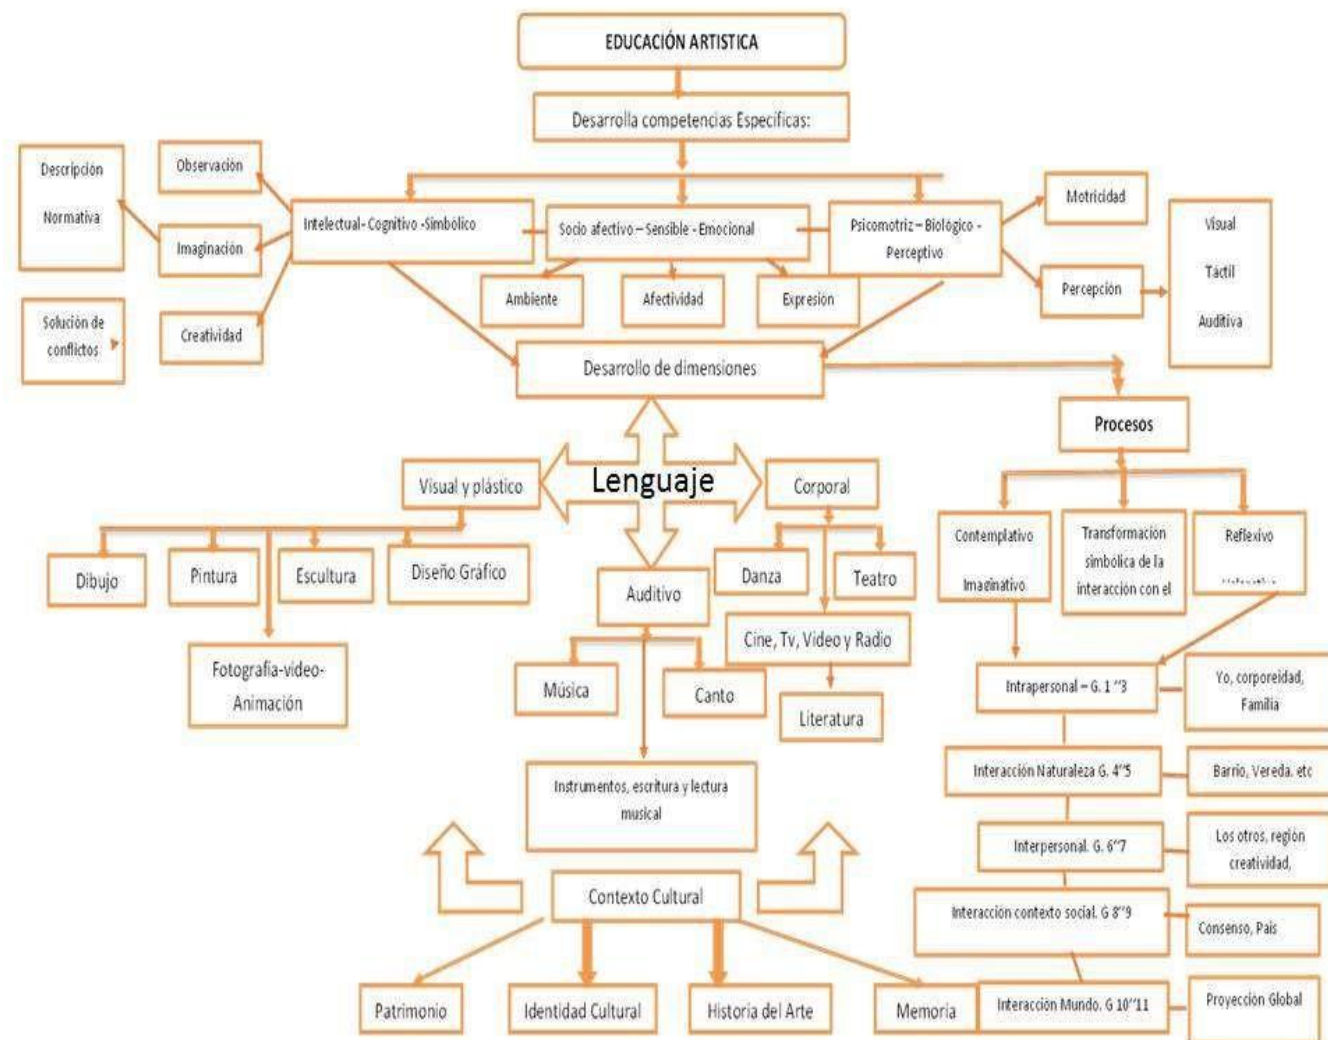 EDUCACIÓN ARTISTICA
Desarrolla competencias Específicas:
Descripción
Normativa
Observación
Imaginación
Solución de
conflictos
Creatividad
Intelectual- Cognitivo -Simbólico
Socio afectivo – Sensible - Emocional
Psicomotriz – Biológico -
Perceptivo
Motricidad
Percepción
Visual
Táctil
Auditiva
Ambiente
Afectividad
Expresión
Desarrollo de dimensiones
Procesos
Lenguaje
Visual y plástico
Corporal
Dibujo
Pintura
Escultura
Diseño Gráfico
Fotografía-video-
Animación
Auditivo
Danza
Teatro
Cine, Tv, Video y Radio
Literatura
Música
Canto
Instrumentos, escritura y lectura
musical
Contemplativo
Imaginativo
Transformación
simbólica de la
interacción con el
Reflexivo
Intrapersonal – G. 1 "3
Yo, corporeidad,
Familia
Interacción Naturaleza G. 4"5
Barrio, Vereda. etc
Interpersonal. G. 6"7
Los otros, región
creatividad,
Interacción contexto social. G 8"9
Consenso, País
Interacción Mundo. G 10"11
Proyección Global
Contexto Cultural
Patrimonio
Identidad Cultural
Historia del Arte
Memoria